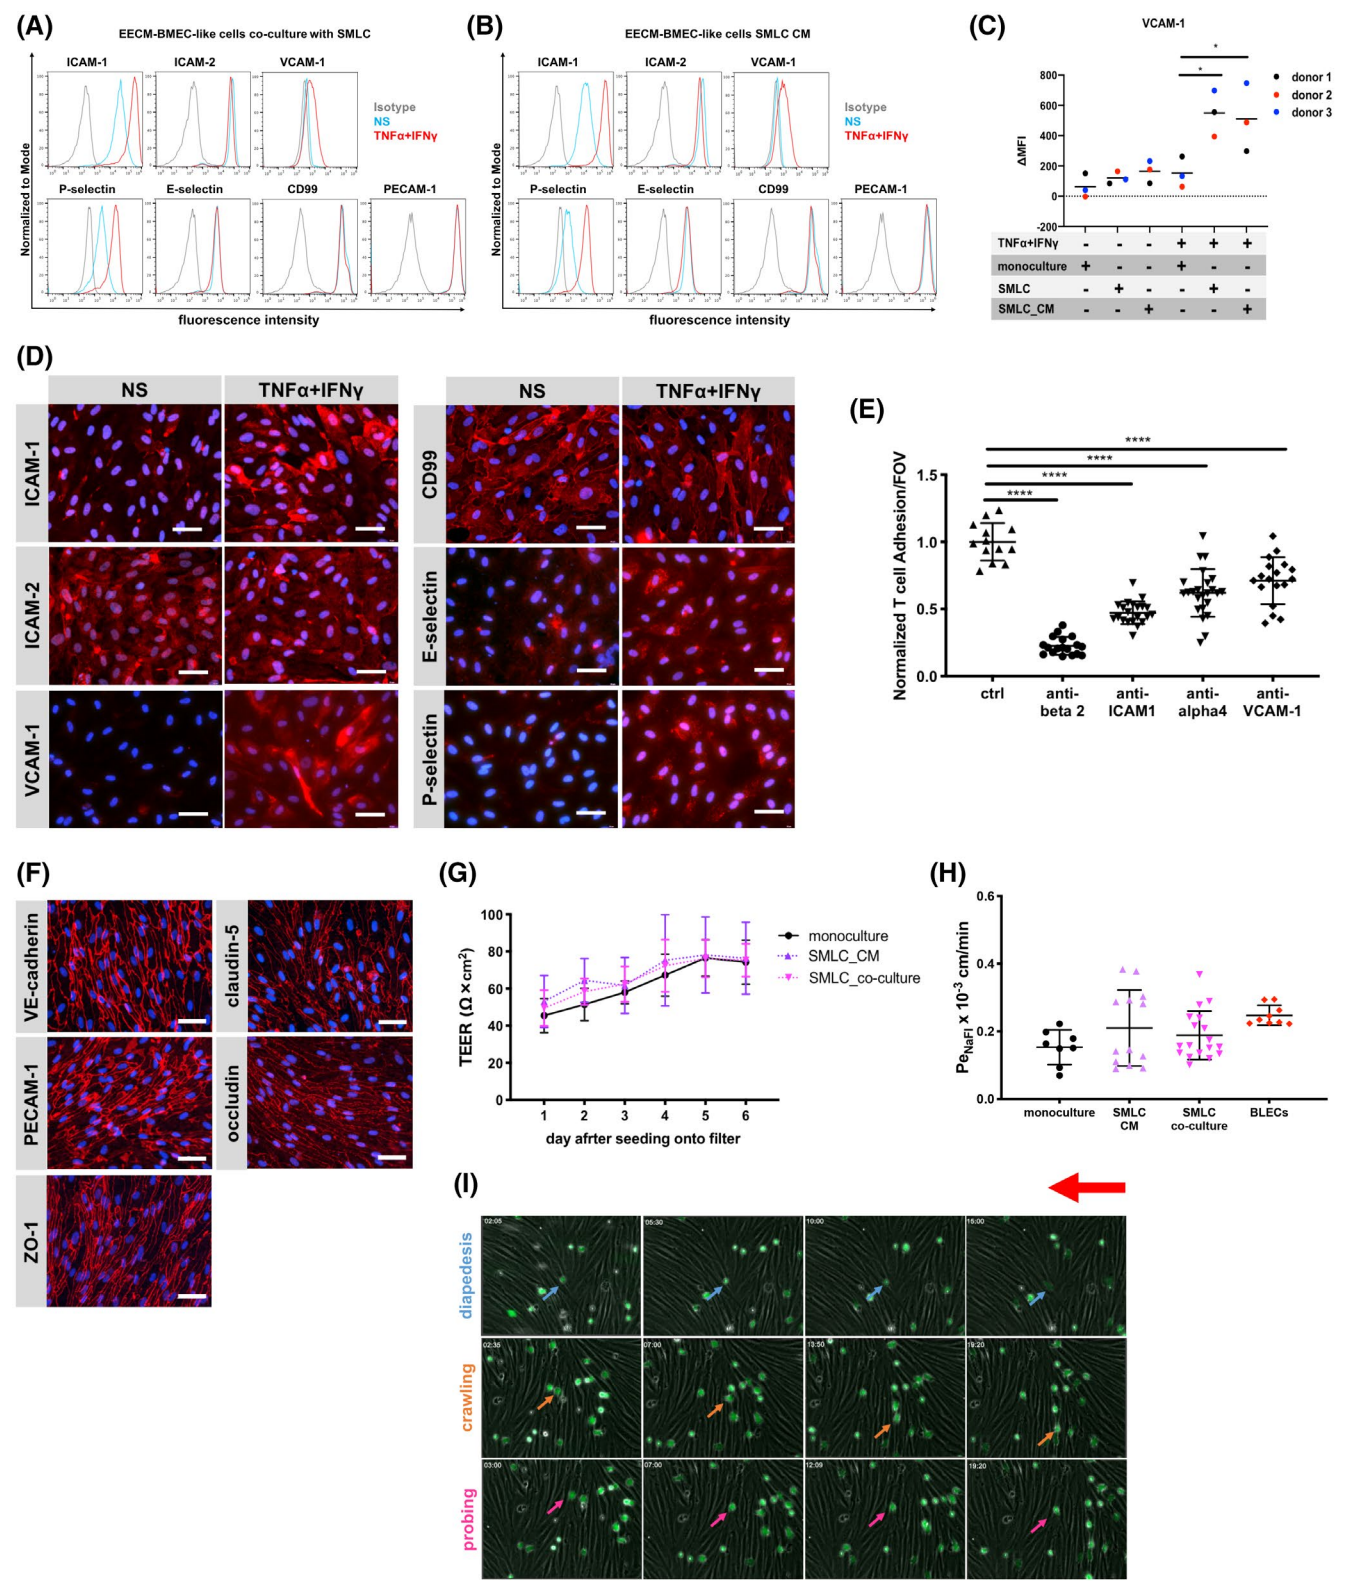 (A)
EECM-BMEC-like cells co-culture with SMLC
ICAM-1 ICAM-2 VCAM-1
Isotype
NS
TNFα+IFNγ
P-selectin E-selectin CD99 PECAM-1
Normalized to Mode
fluorescence intensity
(B)
EECM-BMEC-like cells SMLC CM
ICAM-1 ICAM-2 VCAM-1
Isotype
NS
TNFα+IFNγ
P-selectin E-selectin CD99 PECAM-1
Normalized to Mode
fluorescence intensity
(C)
VCAM-1
* 
*
donor 1
donor 2
donor 3
ΔMFI
800
600
400
200
0
-200
TNFα+IFNγ - - - + + +
monoculture + - - + - -
SMLC - + - - + -
SMLC_CM - - + - - +
(D)
NS TNFα+IFNγ
ICAM-1
ICAM-2
VCAM-1
NS TNFα+IFNγ
CD99
E-selectin
P-selectin
(E)
****
****
****
****
Normalized T cell Adhesion/FOV
1.5
1.0
0.5
0.0
ctrl anti- anti- anti- anti-
beta 2 ICAM1 alpha4 VCAM-1
(F)
VE-cadherin
claudin-5
PECAM-1
occludin
ZO-1
(G)
TEER (Ω×cm²)
100
80
60
40
20
0
1 2 3 4 5 6
day afrter seeding onto filter
monoculture
SMLC_CM
SMLC_co-culture
(H)
PeNaFl x 10⁻³ cm/min
0.6
0.4
0.2
0.0
monoculture SMLC SMLC BLECs
CM co-culture
(I)
diapedesis
02:05 05:30 10:00 15:00
crawling
02:35 07:00 13:50 19:20
probing
03:00 07:00 12:09 19:20